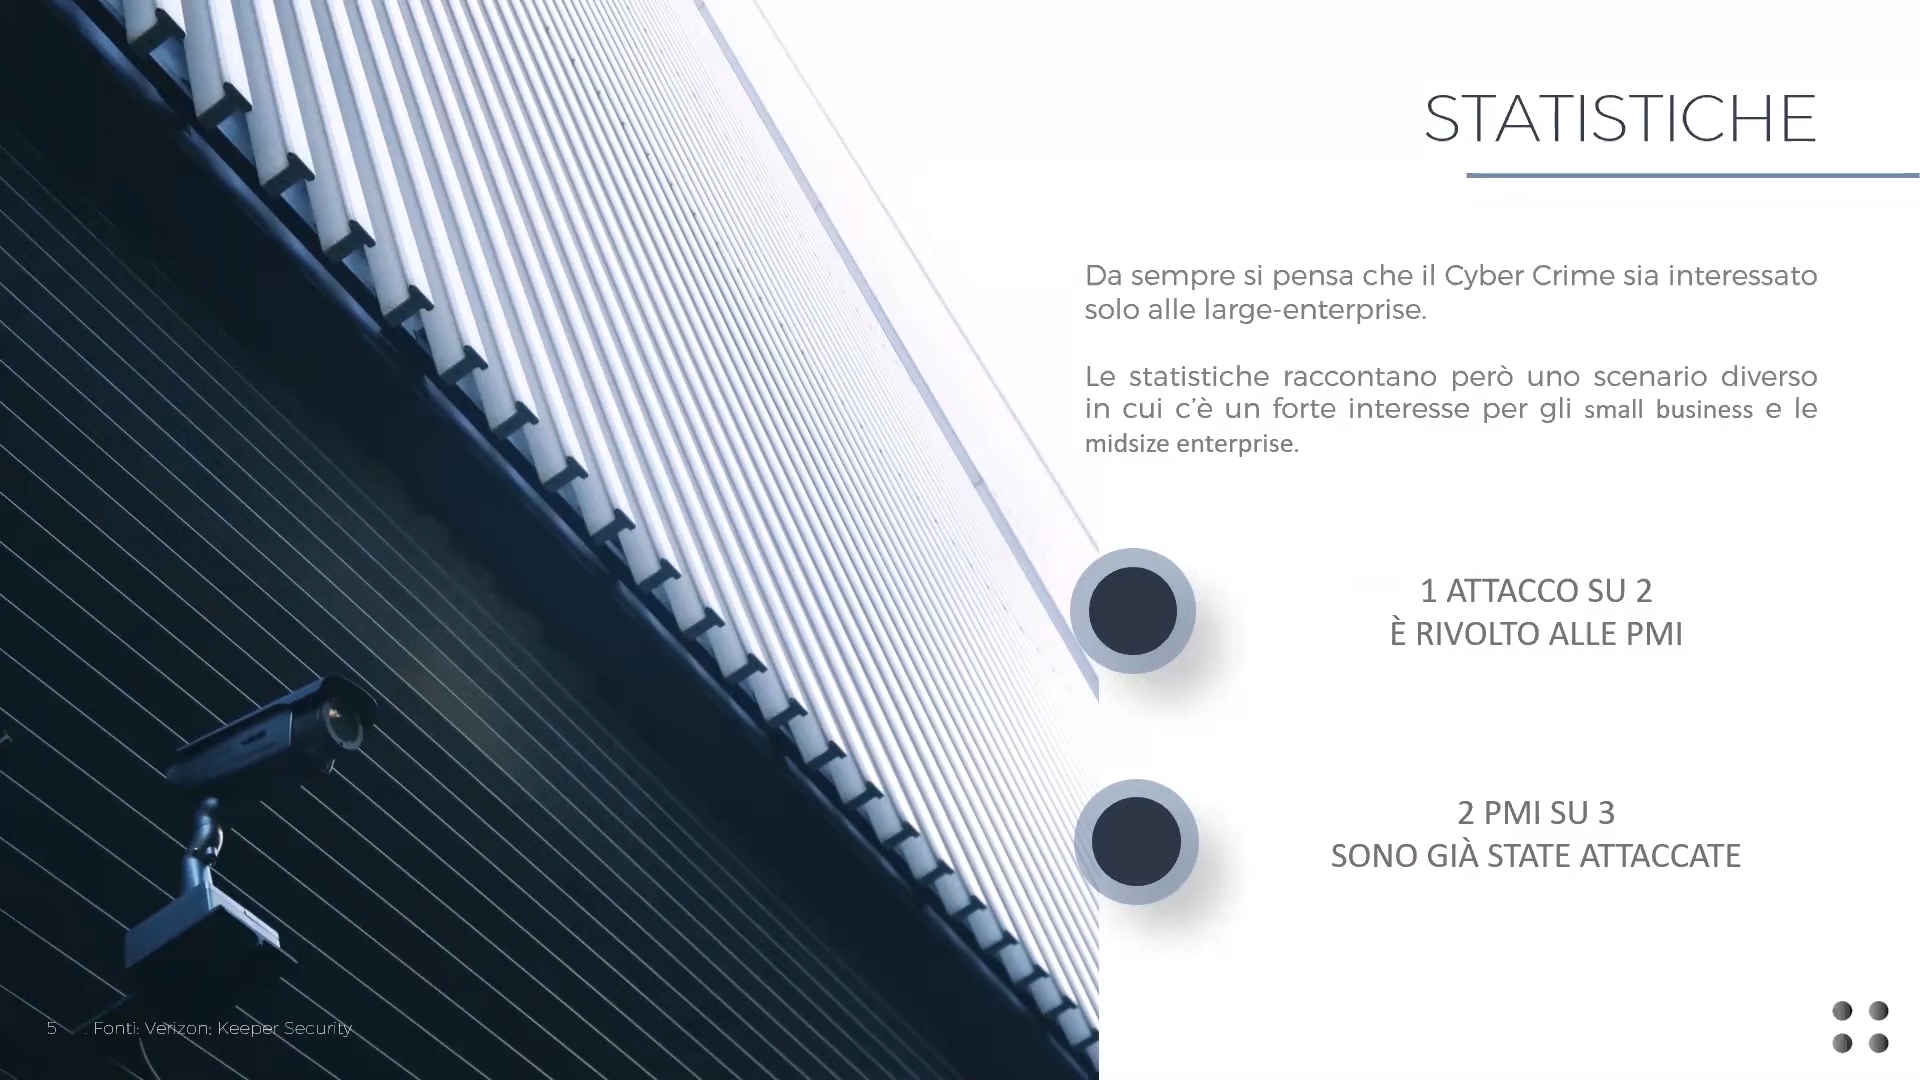 STATISTICHE
Da sempre si pensa che il Cyber Crime sia interessato
solo alle large-enterprise.
Le statistiche raccontano però uno scenario diverso
in cui c'è un forte interesse per gli small business e le
midsize enterprise.
1 ATTACCO SU 2
È RIVOLTO ALLE PMI
2 PMI SU 3
SONO GIÀ STATE ATTACCATE
5 Fonti: Verizon; Keeper Security